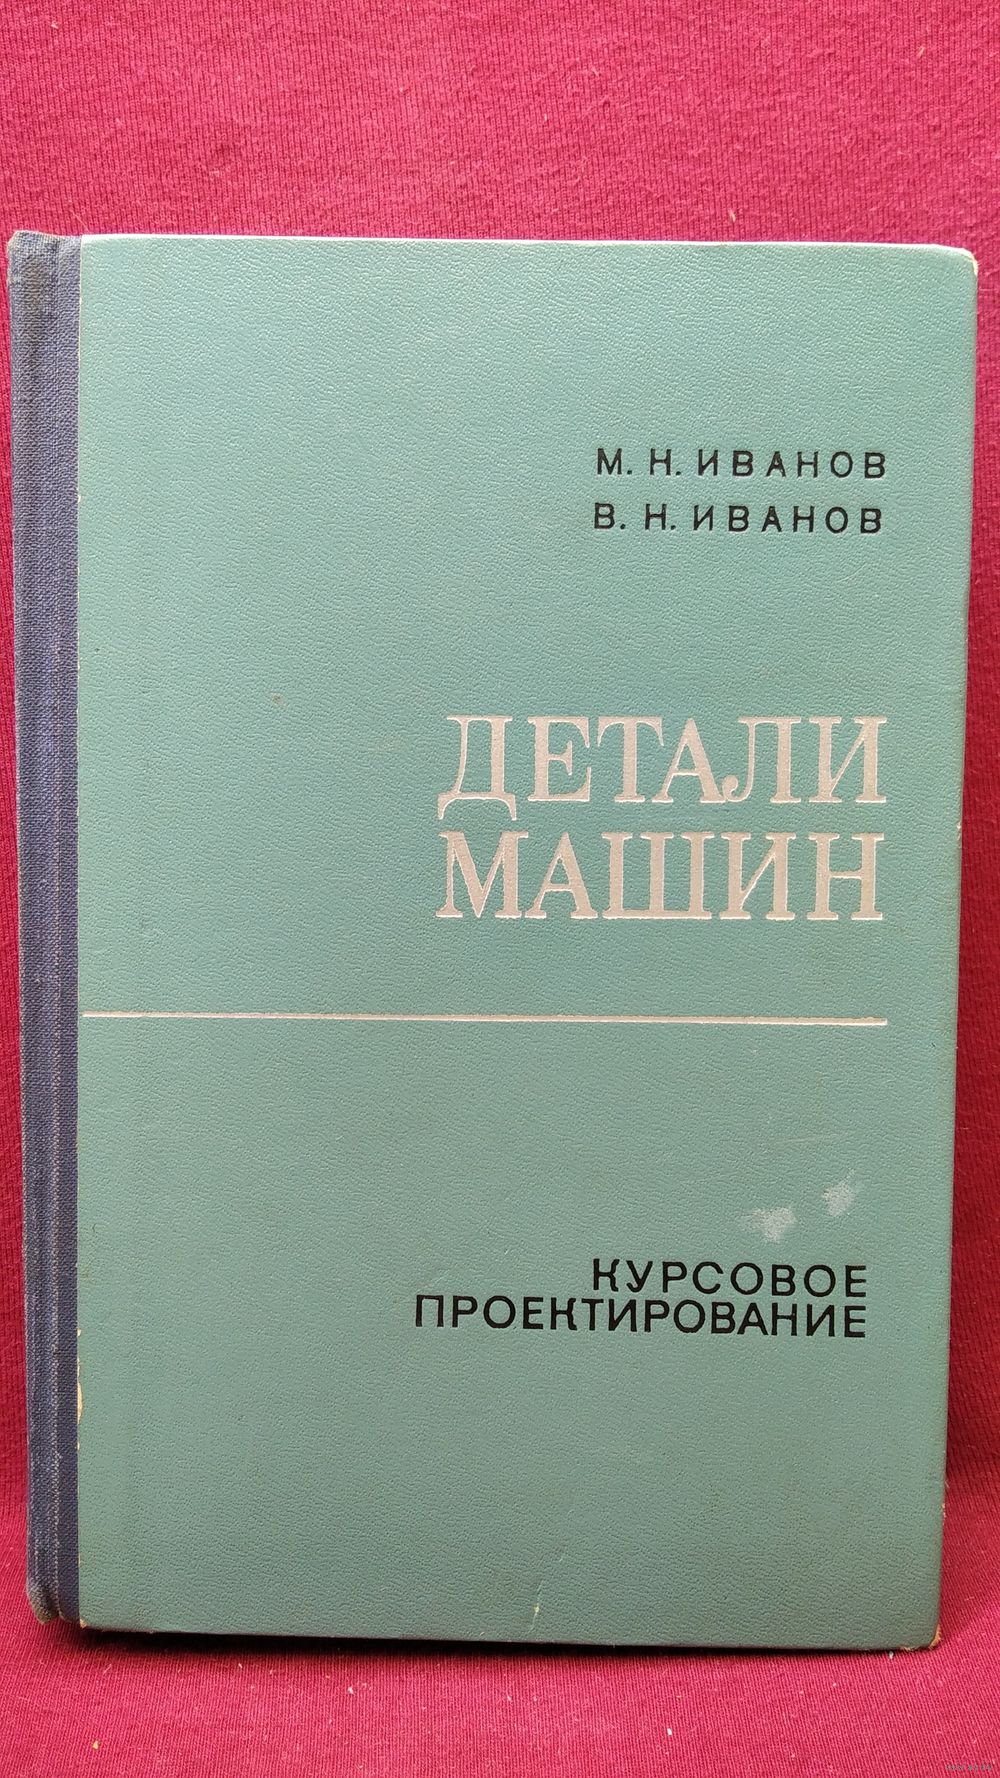 М. Н. ИВАНОВ
В. Н. ИВАНОВ
ДЕТАЛИ
МАШИН
КУРСОВОЕ
ПРОЕКТИРОВАНИЕ